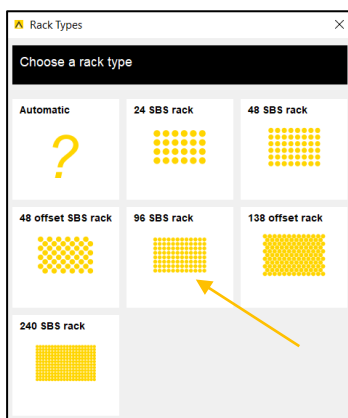 Rack Types
Choose a rack type
Automatic
24 SBS rack
48 SBS rack
?
48 offset SBS rack
96 SBS rack
138 offset rack
240 SBS rack